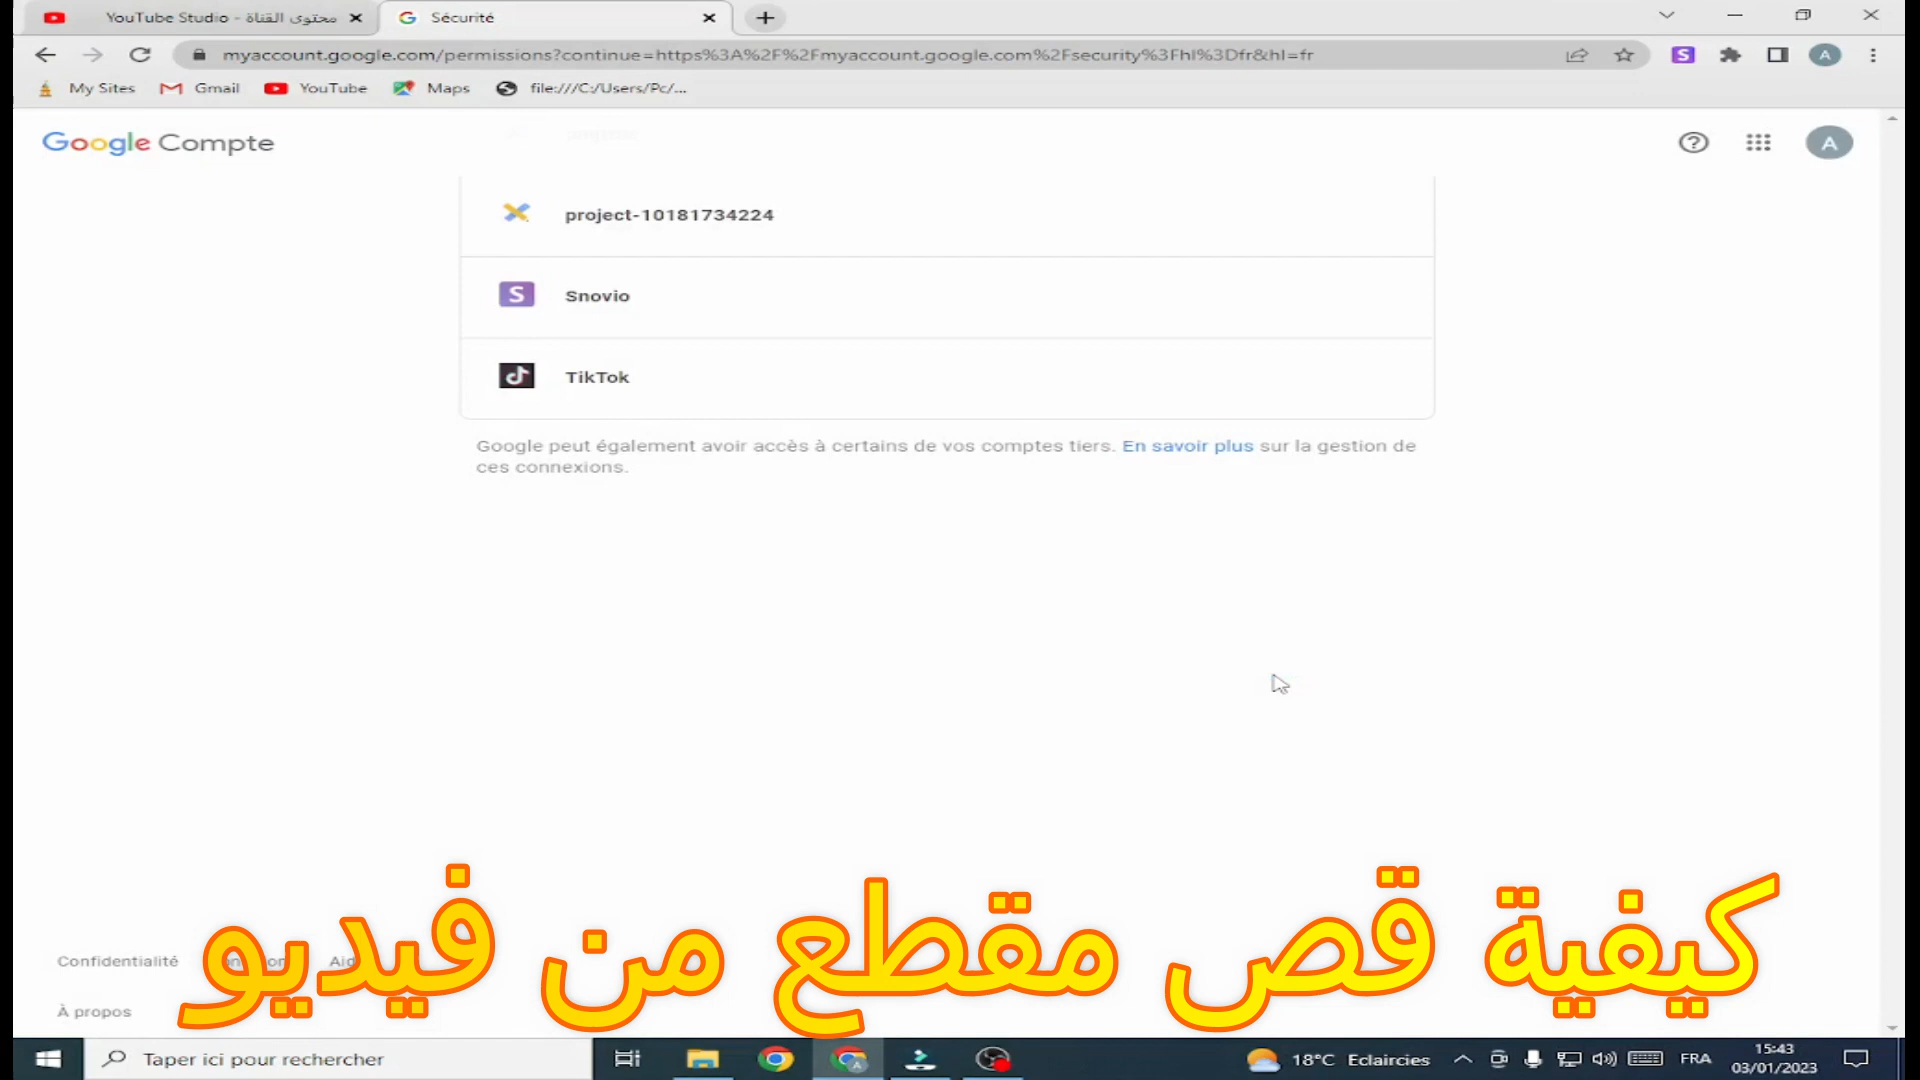 YouTube Studio - محتوى القناة
Sécurité
myaccount.google.com/permissions?continue=https%3A%2F%2Fmyaccount.google.com%2Fsecurity%3Fhl%3Dfr&hl=fr
My Sites
Gmail
YouTube
Maps
file:///C:/Users/Pc/...
Google Compte
A
project-10181734224
Snovio
TikTok
Google peut également avoir accès à certains de vos comptes tiers. En savoir plus sur la gestion de
ces connexions.
Confidentialité
À propos
كيفية قص مقطع من فيديو
Taper ici pour rechercher
18°C Eclaircies
FRA
15:43
03/01/2023